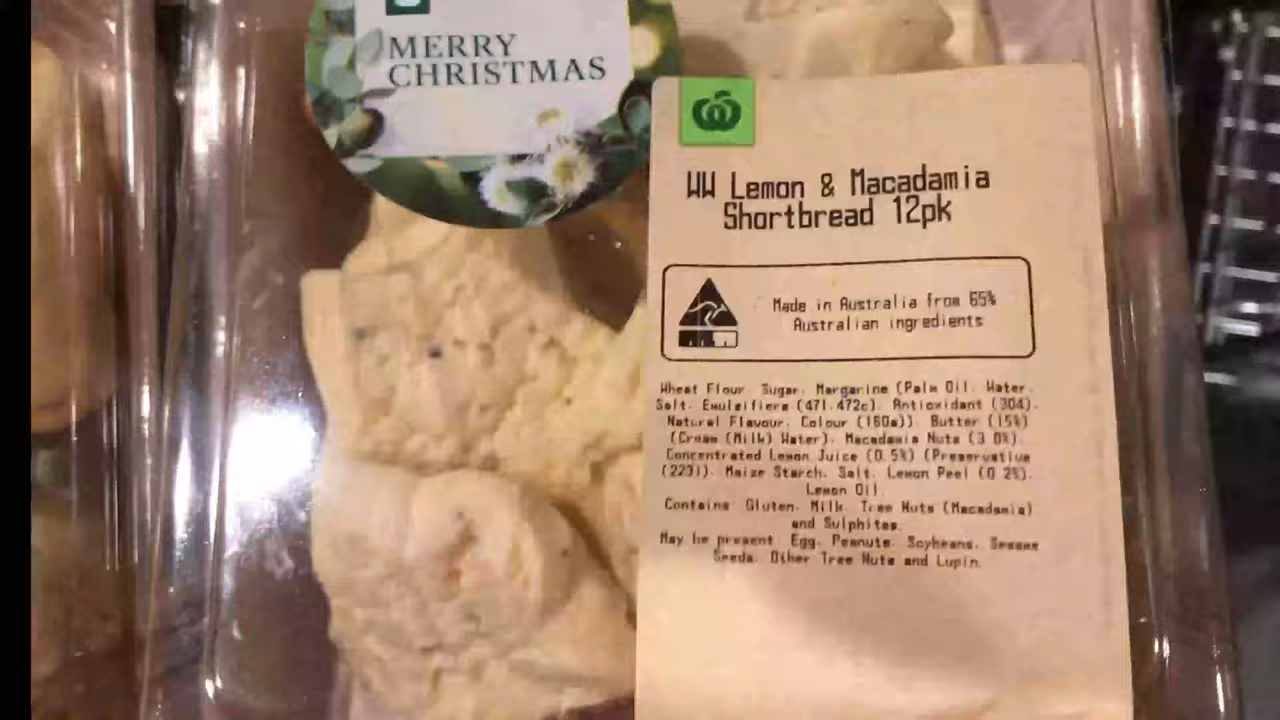 MERRY
CHRISTMAS
WW Lemon & Macadamia
Shortbread 12pk
Made in Australia from 65%
Australian ingredients
Wheat Flour. Sugar. Margarine (Palm Oil. Water.
Salt. Emulsifiers (471.472c). Antioxidant (304).
Natural Flavour. Colour (160a)). Butter (15%)
(Cream (Milk) Water). Macadamia Nuts (3.0%).
Concentrated Lemon Juice (0.5%) (Preservative
(223)). Maize Starch. Salt. Lemon Peel (0.2%).
Lemon Oil.
Contains: Gluten. Milk. Tree Nuts (Macadamia)
and Sulphites.
May be present: Egg. Peanuts. Soybeans. Sesame
Seeds. Other Tree Nuts and Lupin.